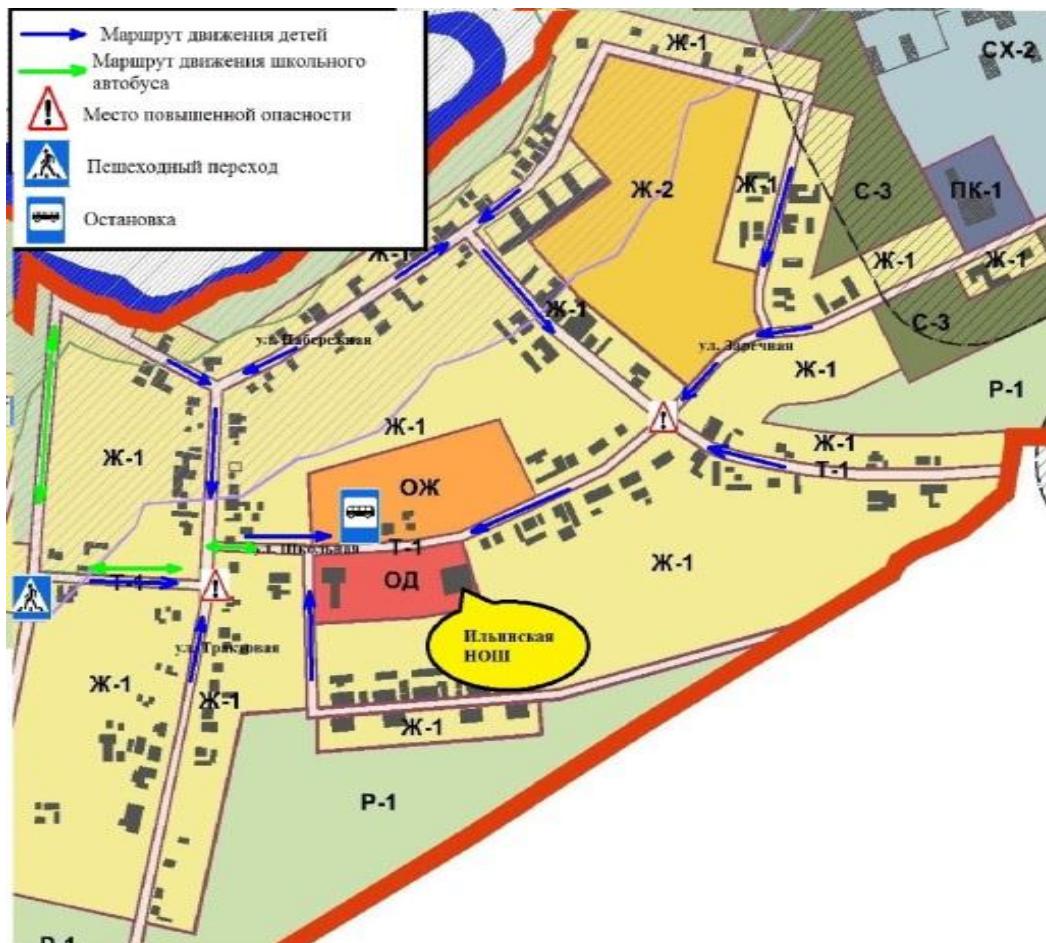 Маршрут движения детей
Маршрут движения школьного
автобуса
Место повышенной опасности
Пешеходный переход
Остановка
Ж-1
СХ-2
Ж-2
Ж-1
С-3
ПК-1
Ж-1
Ж-1
Ж-1
Ж-1
С-3
ул. Набережная
ул. Заречная
Ж-1
Р-1
Ж-1
Ж-1
Ж-1
Т-1
ОЖ
ул. Школьная
Т-1
Ж-1
Т-1
ОД
Ильинская
НОШ
ул. Трактовая
Ж-1
Ж-1
Ж-1
Р-1
Р-1